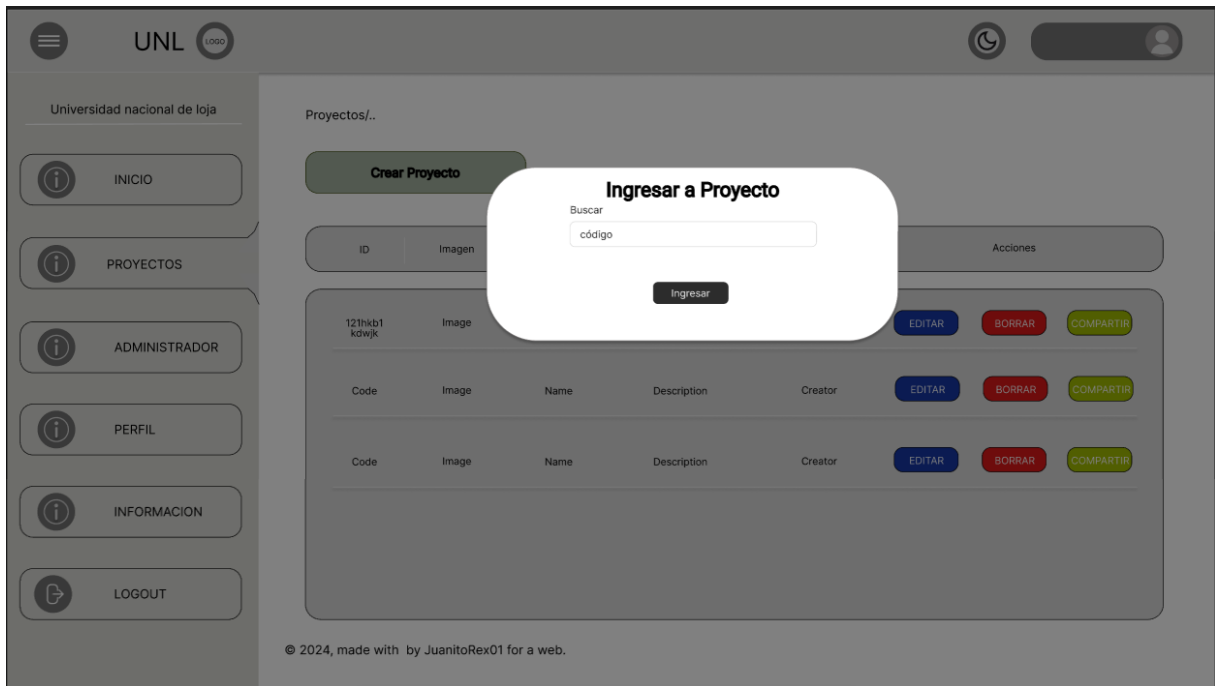 UNL LOGO
Universidad nacional de loja
INICIO
PROYECTOS
ADMINISTRADOR
PERFIL
INFORMACION
LOGOUT
Proyectos/..
Crear Proyecto
Ingresar a Proyecto
Buscar
código
Ingresar
ID Imagen Acciones
121hkb1
kdwjk
Image EDITAR BORRAR COMPARTIR
Code Image Name Description Creator EDITAR BORRAR COMPARTIR
Code Image Name Description Creator EDITAR BORRAR COMPARTIR
© 2024, made with by JuanitoRex01 for a web.